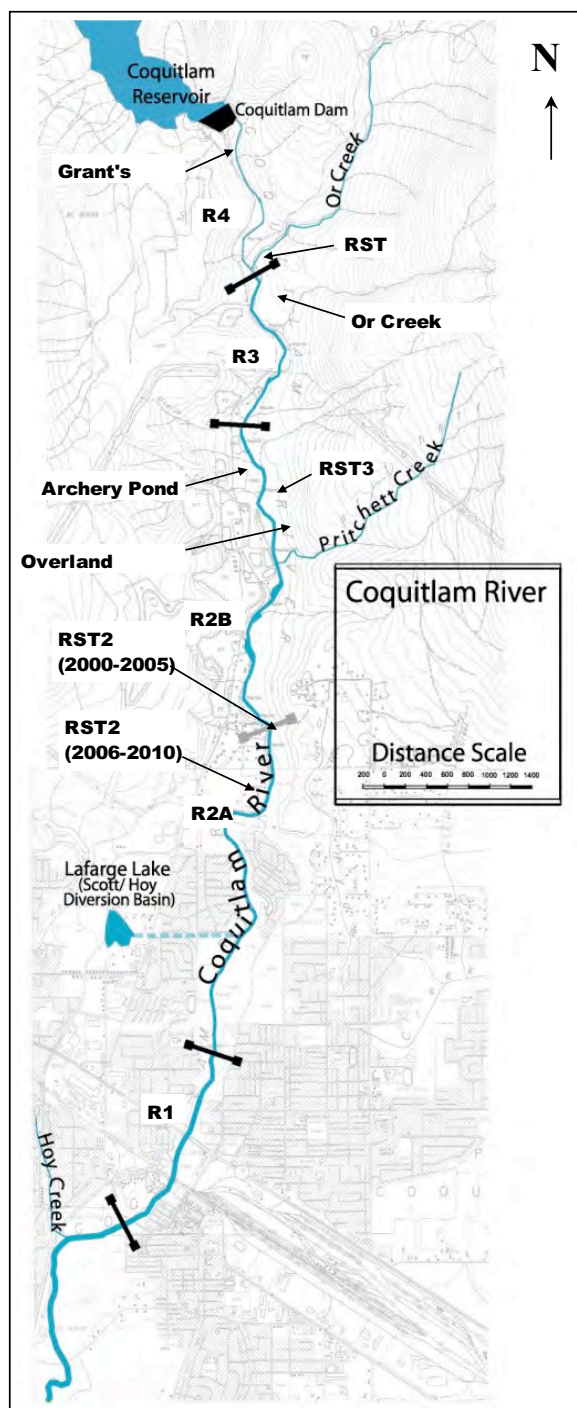 N
Coquitlam
Reservoir
Coquitlam Dam
Grant's
Or Creek
R4
RST
Or Creek
R3
RST3
Archery Pond
Pritchett Creek
Overland
Coquitlam River
R2B
RST2
(2000-2005)
Distance Scale
200 0 200 400 600 800 1000 1200 1400
RST2
(2006-2010)
R2A
Coquitlam River
Lafarge Lake
(Scott/ Hoy
Diversion Basin)
R1
Hoy Creek
C O Q U